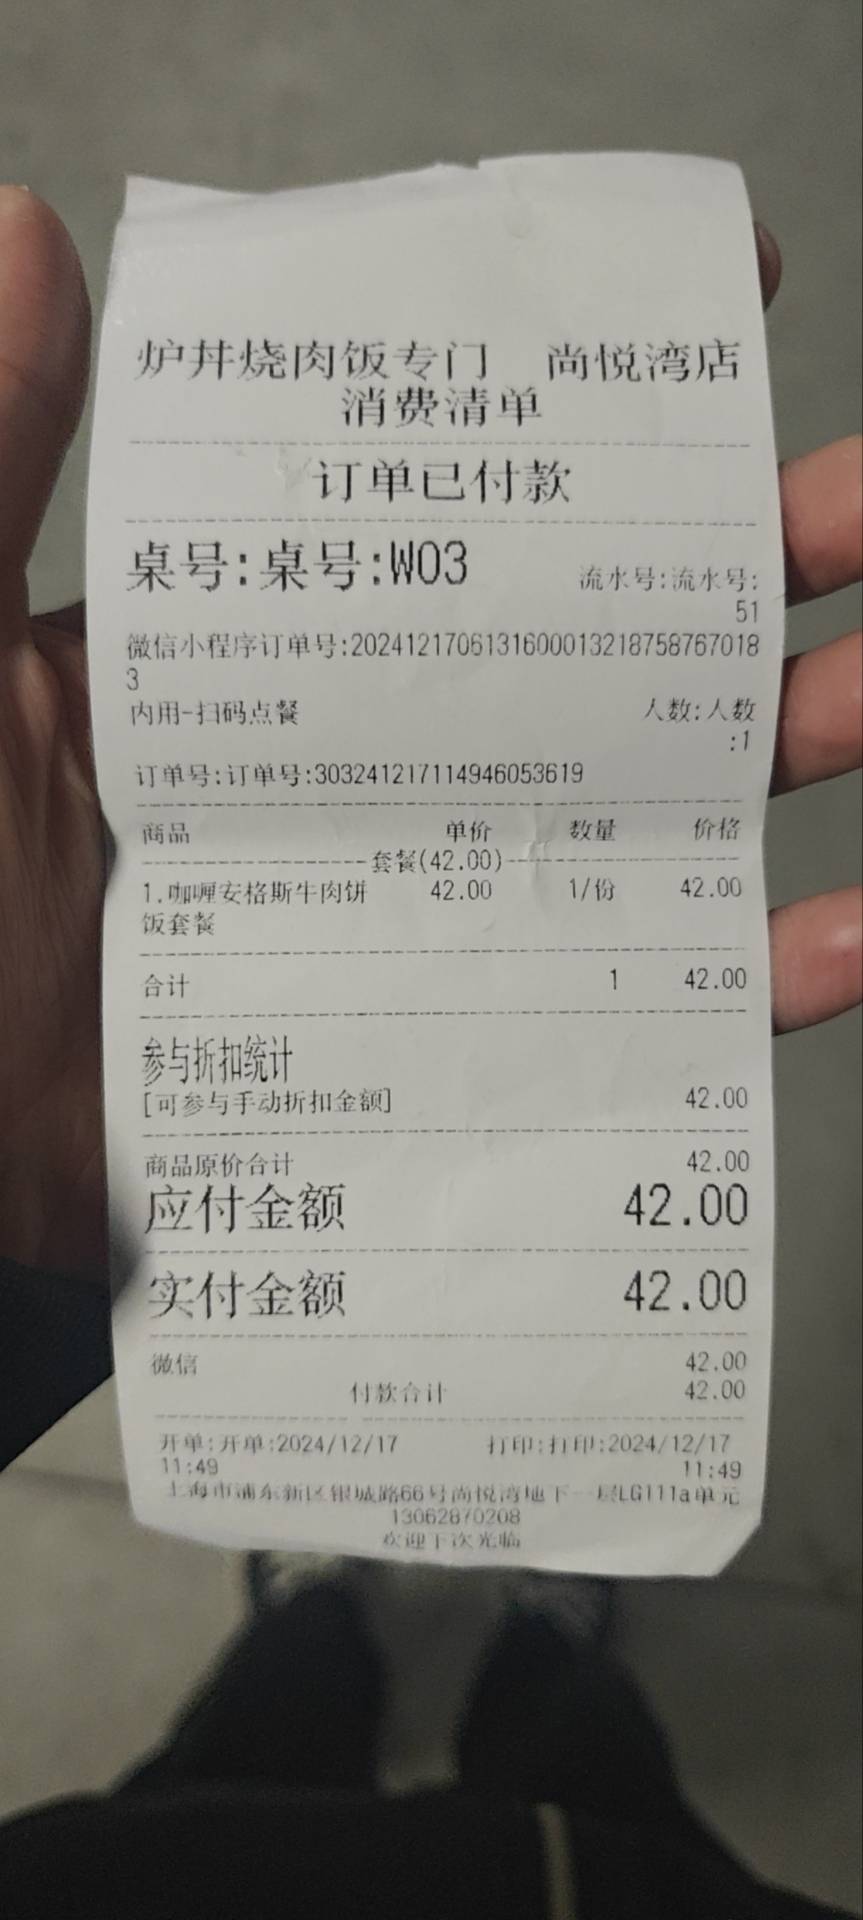 炉丼烧肉饭专门 尚悦湾店
消费清单
订单已付款
桌号:桌号:W03
流水号:流水号:
51
微信小程序订单号:2024121706131600013218758767018
3
内用-扫码点餐 人数:人数
:1
订单号:订单号:303241217114946053619
商品 单价 数量 价格
套餐(42.00)
1.咖喱安格斯牛肉饼 42.00 1/份 42.00
饭套餐
合计 1 42.00
参与折扣统计
[可参与手动折扣金额] 42.00
商品原价合计 42.00
应付金额 42.00
实付金额 42.00
微信 42.00
付款合计 42.00
开单:开单:2024/12/17 打印:打印:2024/12/17
11:49 11:49
上海市浦东新区银城路66号尚悦湾地下一层LG111a单元
13062870208
欢迎下次光临